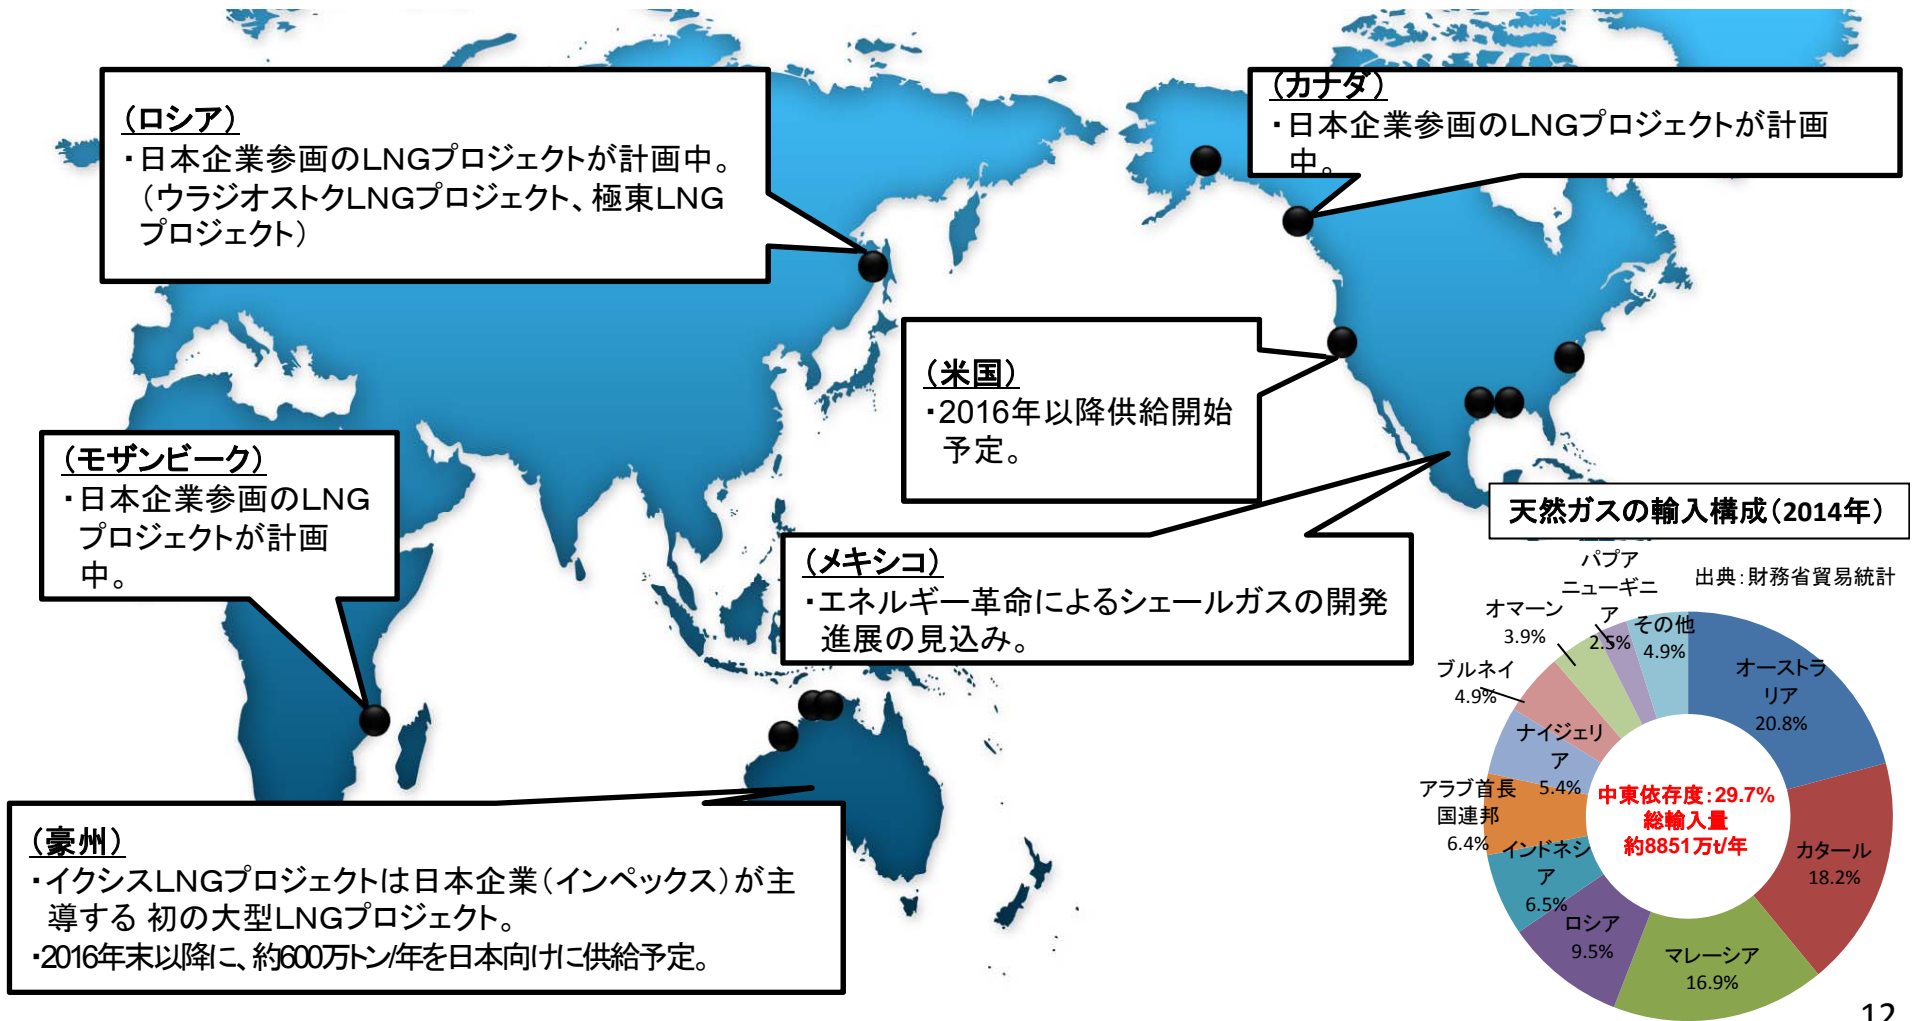 （ロシア）
・日本企業参画のＬＮＧプロジェクトが計画中。
（ウラジオストクＬＮＧプロジェクト、極東ＬＮＧ
プロジェクト）
（カナダ）
・日本企業参画のＬＮＧプロジェクトが計画
中。
（米国）
・2016年以降供給開始
予定。
（モザンビーク）
・日本企業参画のＬＮＧ
プロジェクトが計画
中。
（メキシコ）
・エネルギー革命によるシェールガスの開発
進展の見込み。
（豪州）
・イクシスＬＮＧプロジェクトは日本企業（インペックス）が主
導する 初の大型ＬＮＧプロジェクト。
・2016年末以降に、約600万トン/年を日本向けに供給予定。
天然ガスの輸入構成（2014年）
出典：財務省貿易統計
オーストラ
リア
20.8%
カタール
18.2%
マレーシア
16.9%
ロシア
9.5%
インドネシ
ア
6.5%
アラブ首長
国連邦
6.4%
ナイジェリ
ア
5.4%
ブルネイ
4.9%
オマーン
3.9%
パプア
ニューギニ
ア
2.5%
その他
4.9%
中東依存度：29.7%
総輸入量
約8851万t/年
12